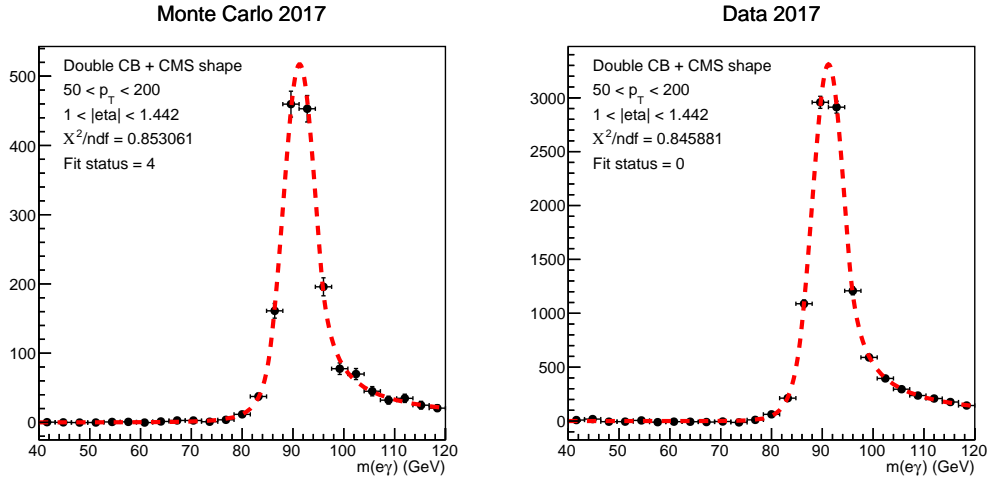 Monte Carlo 2017
Double CB + CMS shape
50 < p_T < 200
1 < |eta| < 1.442
X²/ndf = 0.853061
Fit status = 4
500
400
300
200
100
0
40 50 60 70 80 90 100 110 120
m(eγ) (GeV)
Data 2017
Double CB + CMS shape
50 < p_T < 200
1 < |eta| < 1.442
X²/ndf = 0.845881
Fit status = 0
3000
2500
2000
1500
1000
500
0
40 50 60 70 80 90 100 110 120
m(eγ) (GeV)